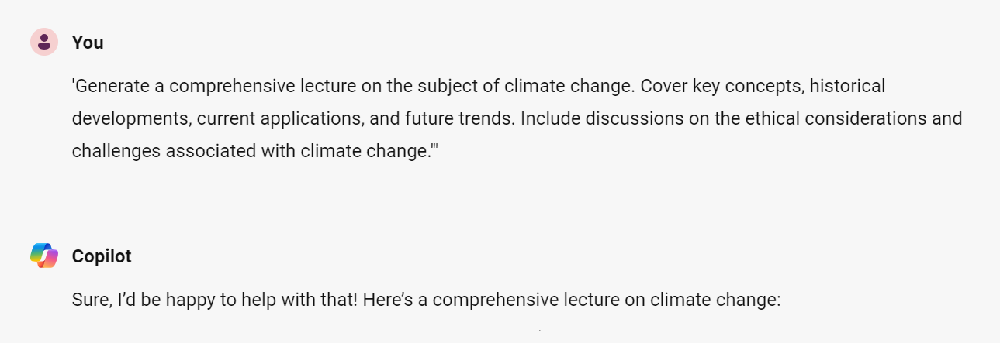 You
'Generate a comprehensive lecture on the subject of climate change. Cover key concepts, historical
developments, current applications, and future trends. Include discussions on the ethical considerations and
challenges associated with climate change.'"
Copilot
Sure, I’d be happy to help with that! Here’s a comprehensive lecture on climate change: